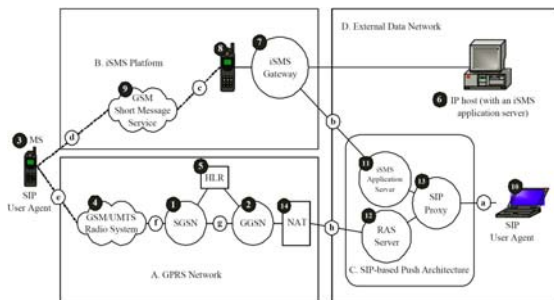 D. External Data Network
B. iSMS Platform
8
7
iSMS
Gateway
9
GSM
Short Message
Service
c
c
d
3 MS
SIP
User Agent
e
6 IP host (with an iSMS
application server)
b
5
HLR
4
GSM/UMTS
Radio System
f
1
SGSN
g
2
GGSN
14
NAT
h
A. GPRS Network
11
iSMS
Application
Server
13
SIP
Proxy
12
RAS
Server
C. SIP-based Push Architecture
a
10
SIP
User Agent